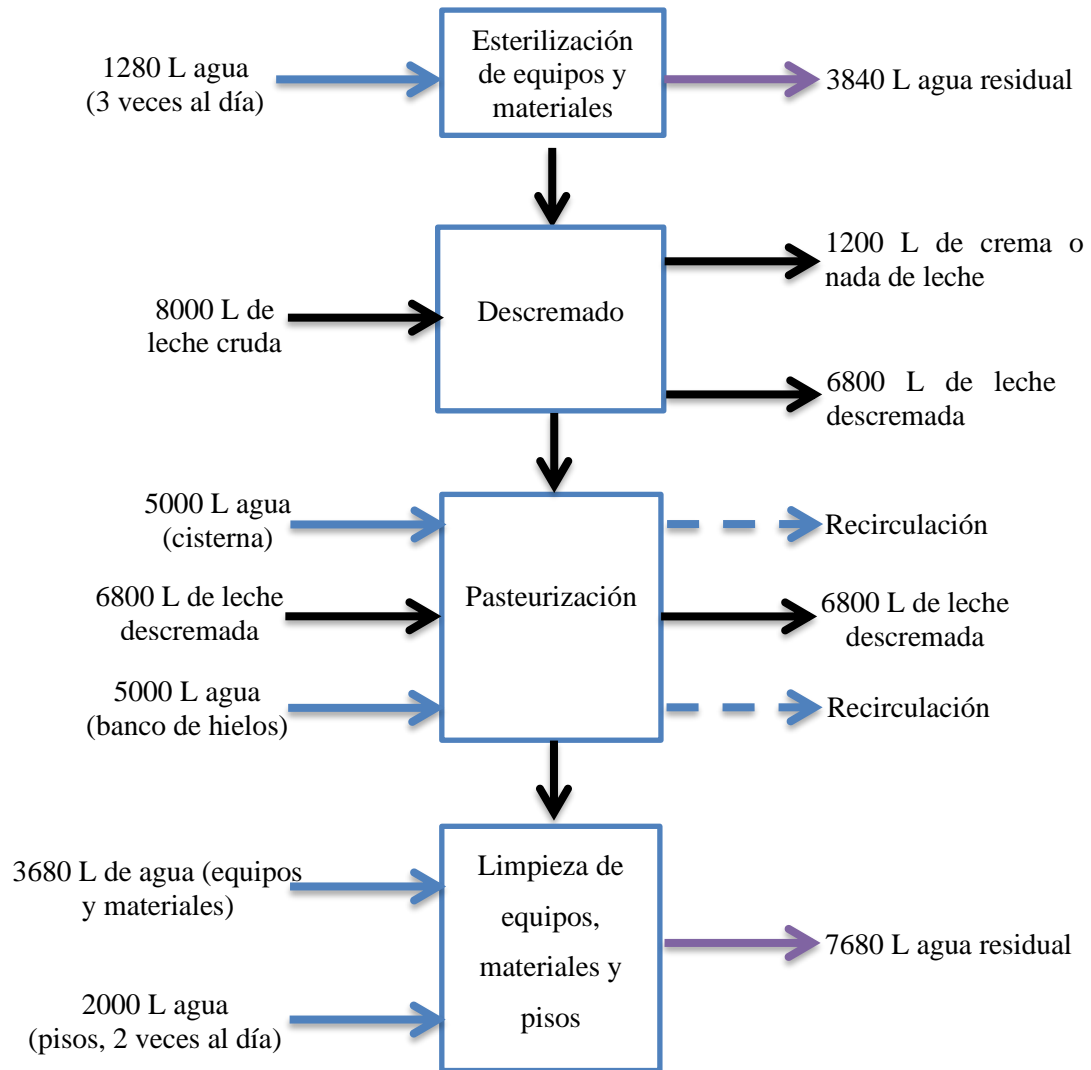 1280 L agua
(3 veces al día)
Esterilización
de equipos y
materiales
3840 L agua residual
8000 L de
leche cruda
Descremado
1200 L de crema o
nada de leche
6800 L de leche
descremada
5000 L agua
(cisterna)
6800 L de leche
descremada
5000 L agua
(banco de hielos)
Pasteurización
Recirculación
6800 L de leche
descremada
Recirculación
3680 L de agua (equipos
y materiales)
2000 L agua
(pisos, 2 veces al día)
Limpieza de
equipos,
materiales y
pisos
7680 L agua residual